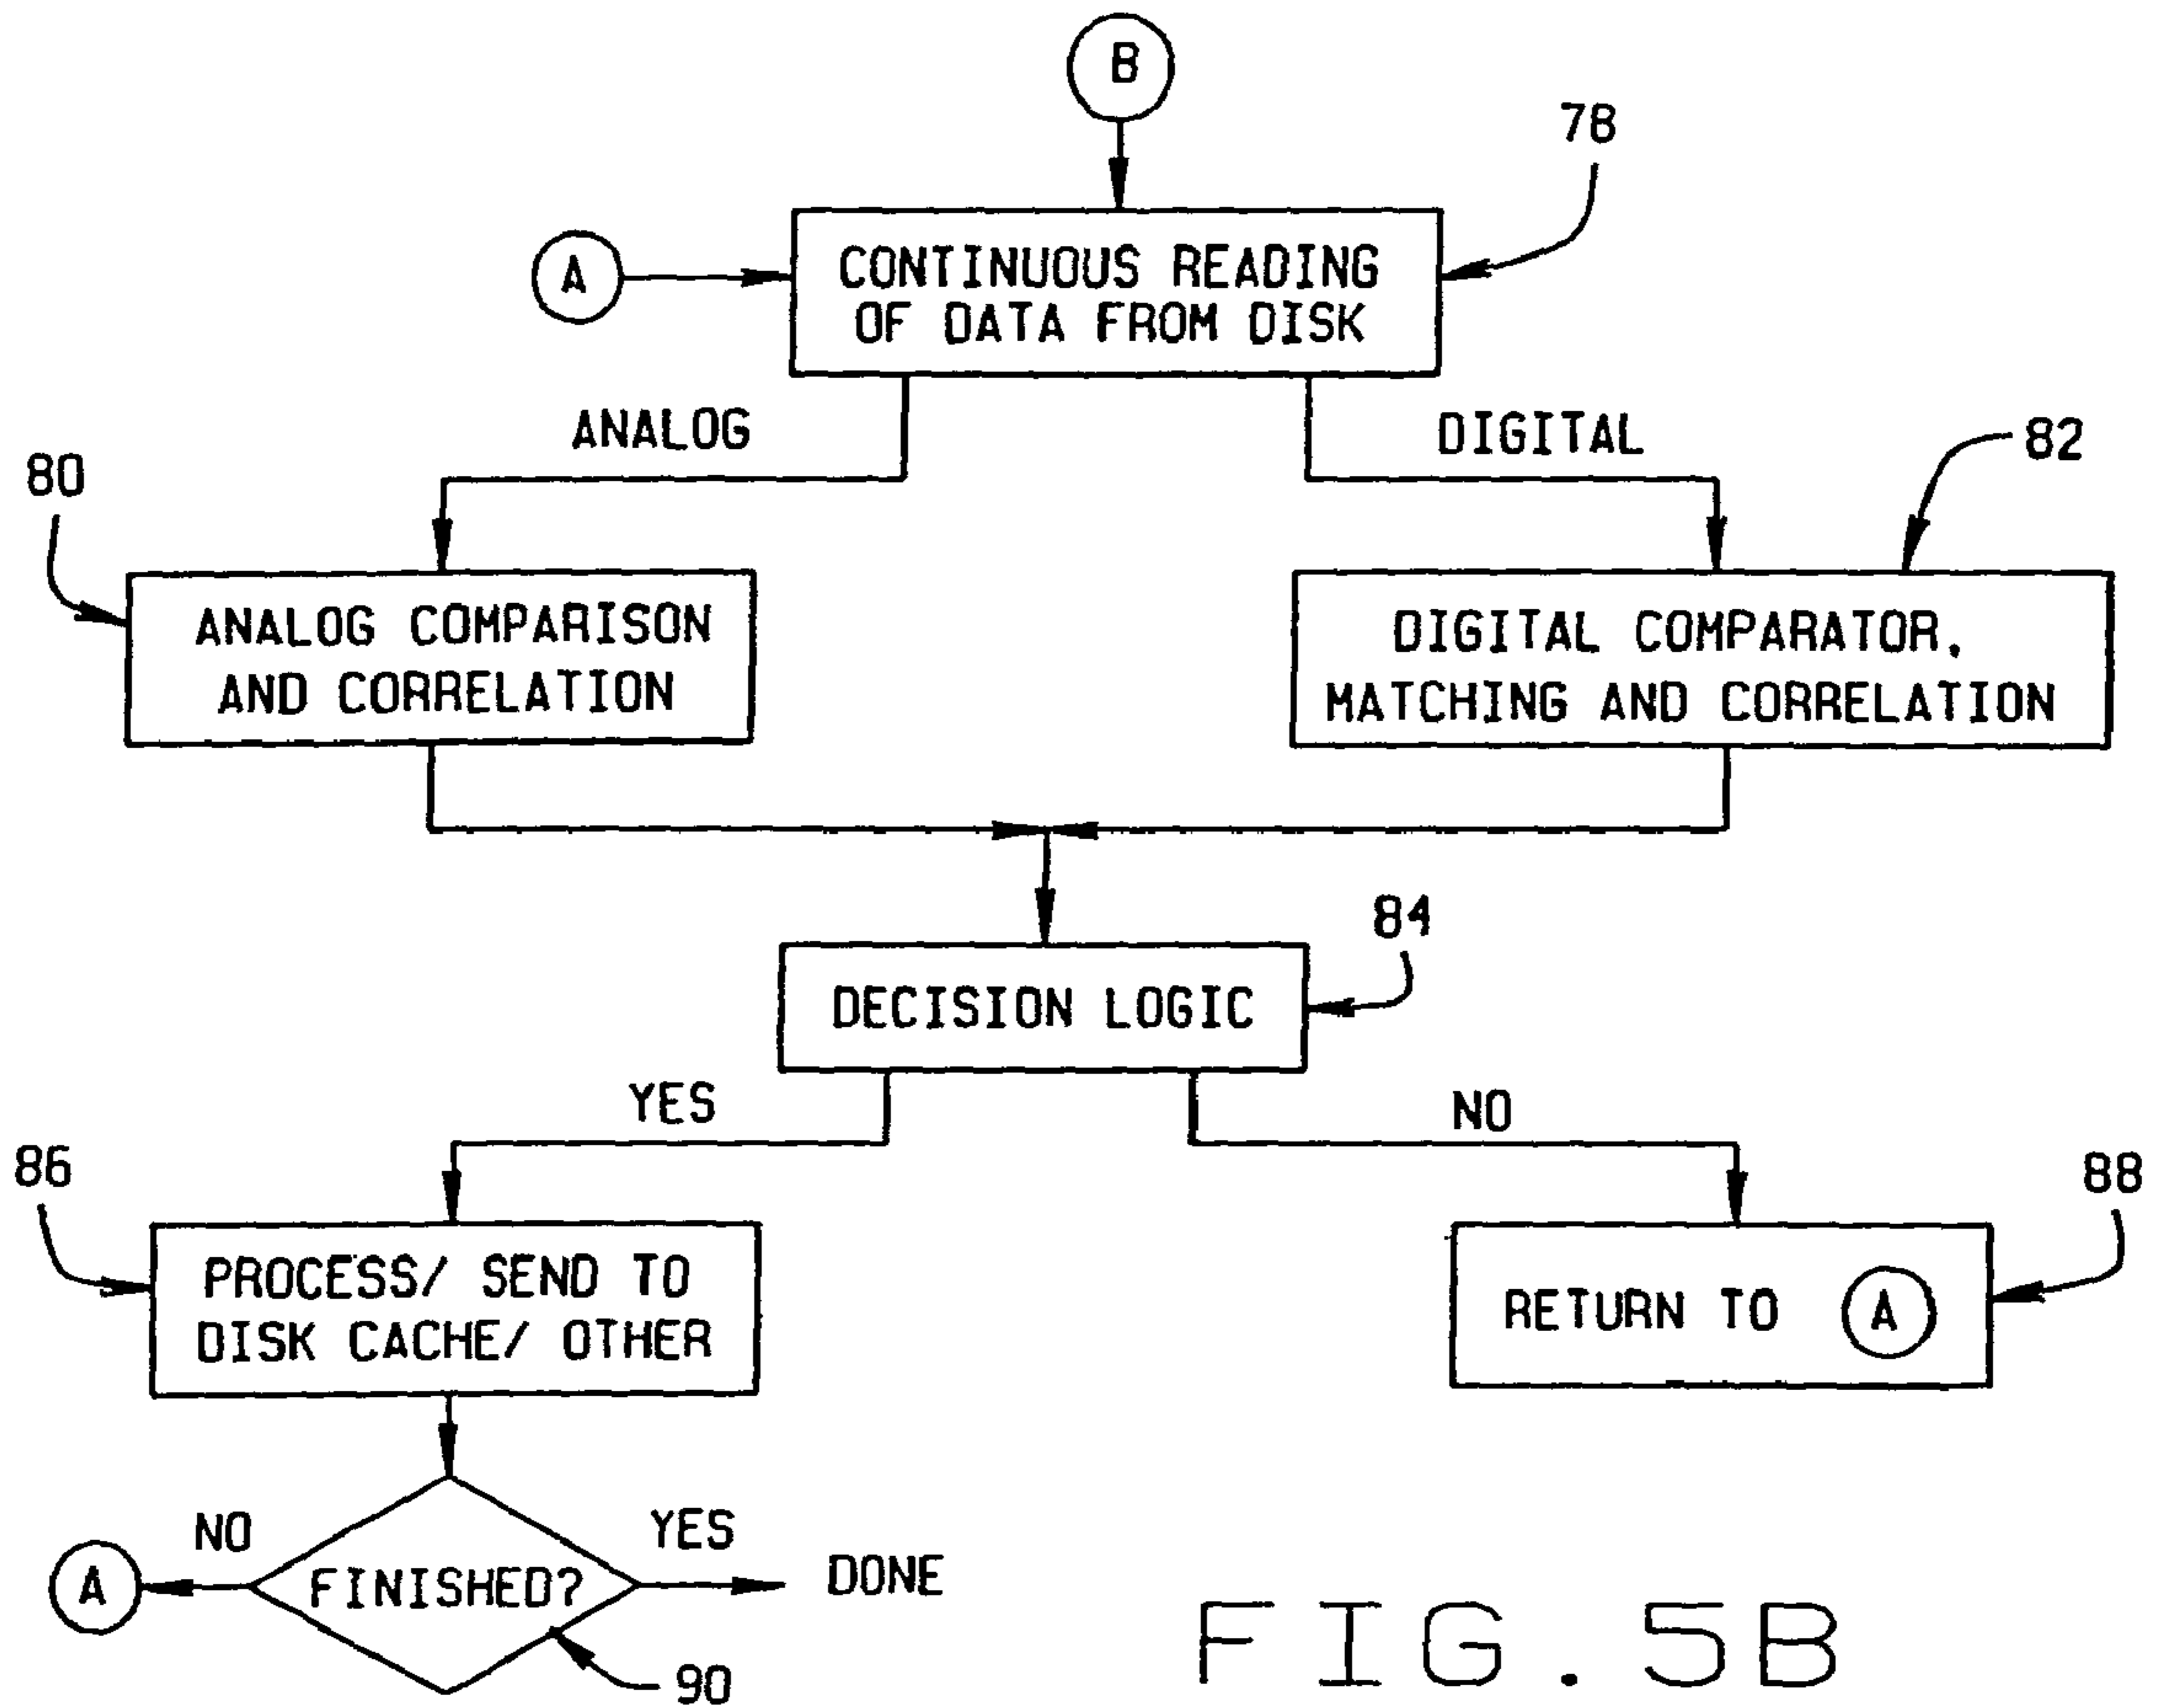 B
78
A
CONTINUOUS READING
OF DATA FROM DISK
ANALOG
DIGITAL
80
82
ANALOG COMPARISON
AND CORRELATION
DIGITAL COMPARATOR,
MATCHING AND CORRELATION
84
DECISION LOGIC
YES
NO
86
88
PROCESS/ SEND TO
DISK CACHE/ OTHER
RETURN TO A
NO
YES
A
FINISHED?
DONE
90
FIG. 5B